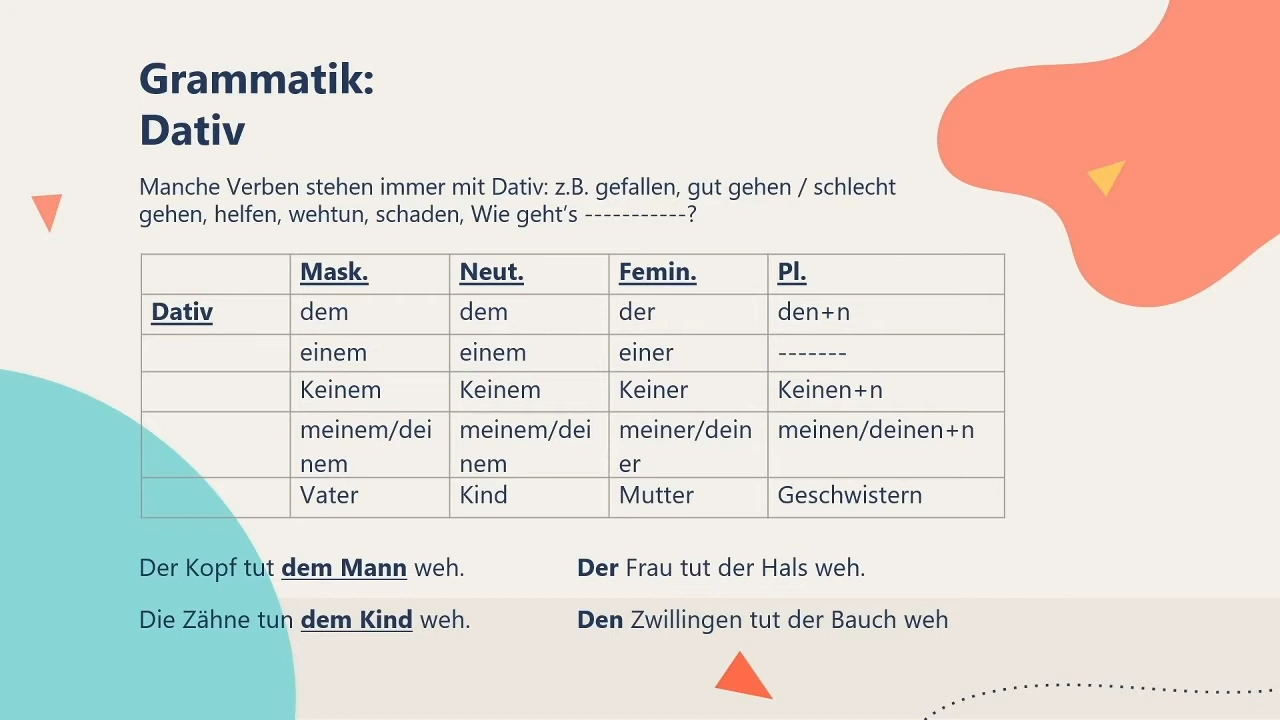 Grammatik:
Dativ
Manche Verben stehen immer mit Dativ: z.B. gefallen, gut gehen / schlecht
gehen, helfen, wehtun, schaden, Wie geht’s -----------?
Mask. Neut. Femin. Pl.
Dativ dem dem der den+n
einem einem einer -------
Keinem Keinem Keiner Keinen+n
meinem/dei meinem/dei meiner/dein meinen/deinen+n
nem nem er
Vater Kind Mutter Geschwistern
Der Kopf tut dem Mann weh. Der Frau tut der Hals weh.
Die Zähne tun dem Kind weh. Den Zwillingen tut der Bauch weh